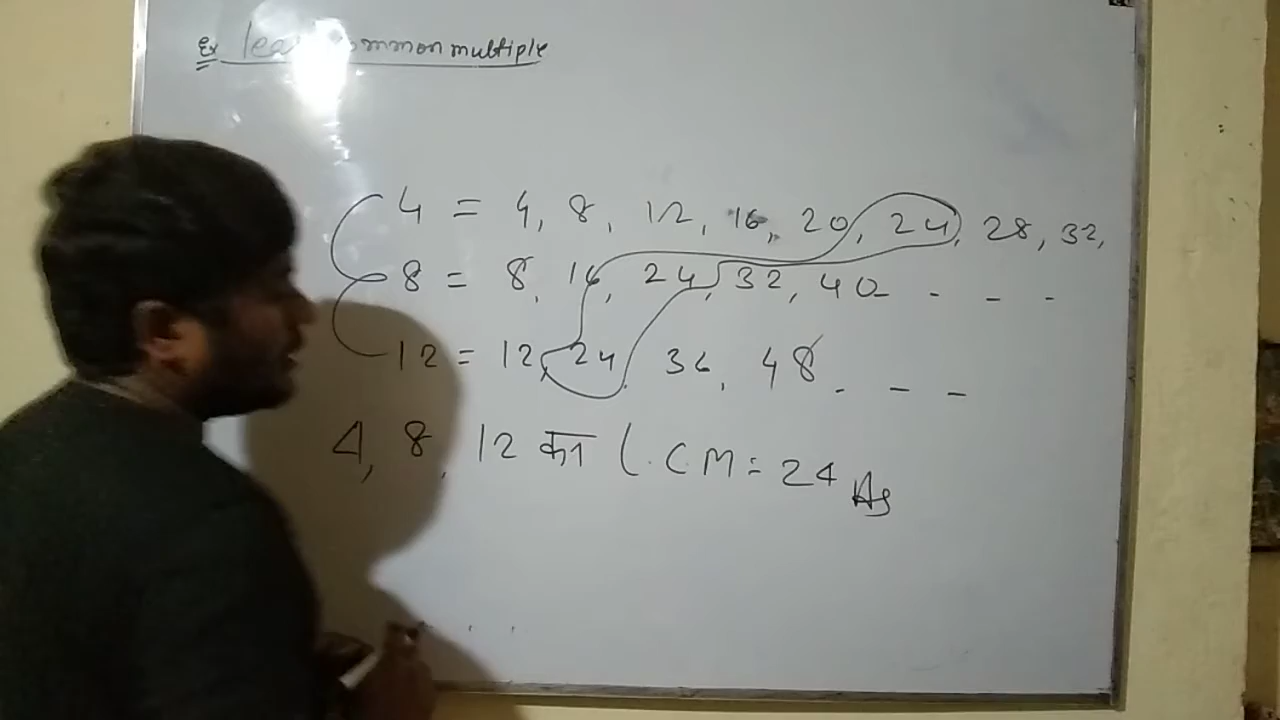 Ex least common multiple
4 = 4, 8, 12, 16, 20, 24, 28, 32,
8 = 8, 16, 24, 32, 40 - - -
12 = 12, 24, 36, 48 - - -
4, 8, 12 का L.C.M = 24 As